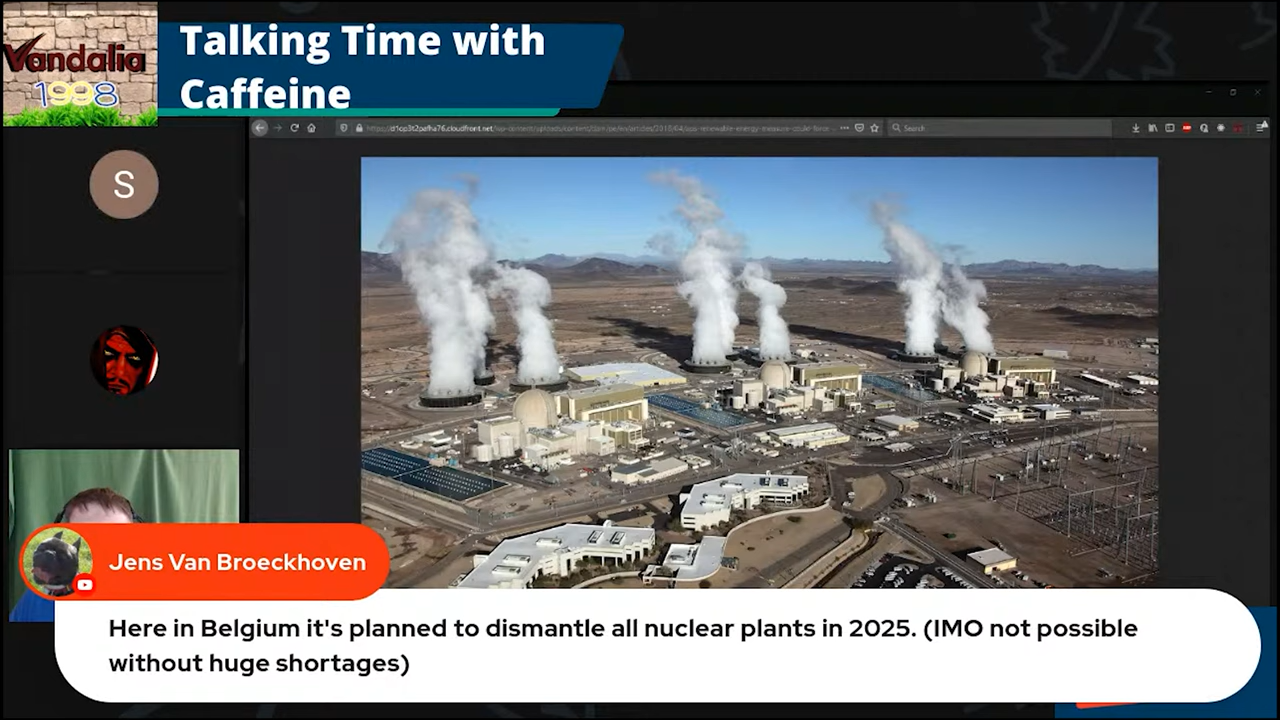 Vandalia
1998
Talking Time with
Caffeine
Search
S
Jens Van Broeckhoven
Here in Belgium it's planned to dismantle all nuclear plants in 2025. (IMO not possible
without huge shortages)